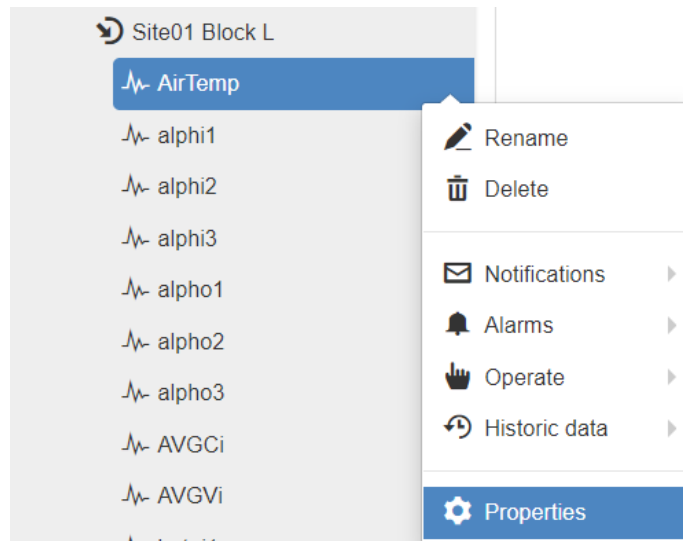 Site01 Block L
AirTemp
alphi1
alphi2
alphi3
alpho1
alpho2
alpho3
AVGCi
AVGVi
Rename
Delete
Notifications
Alarms
Operate
Historic data
Properties